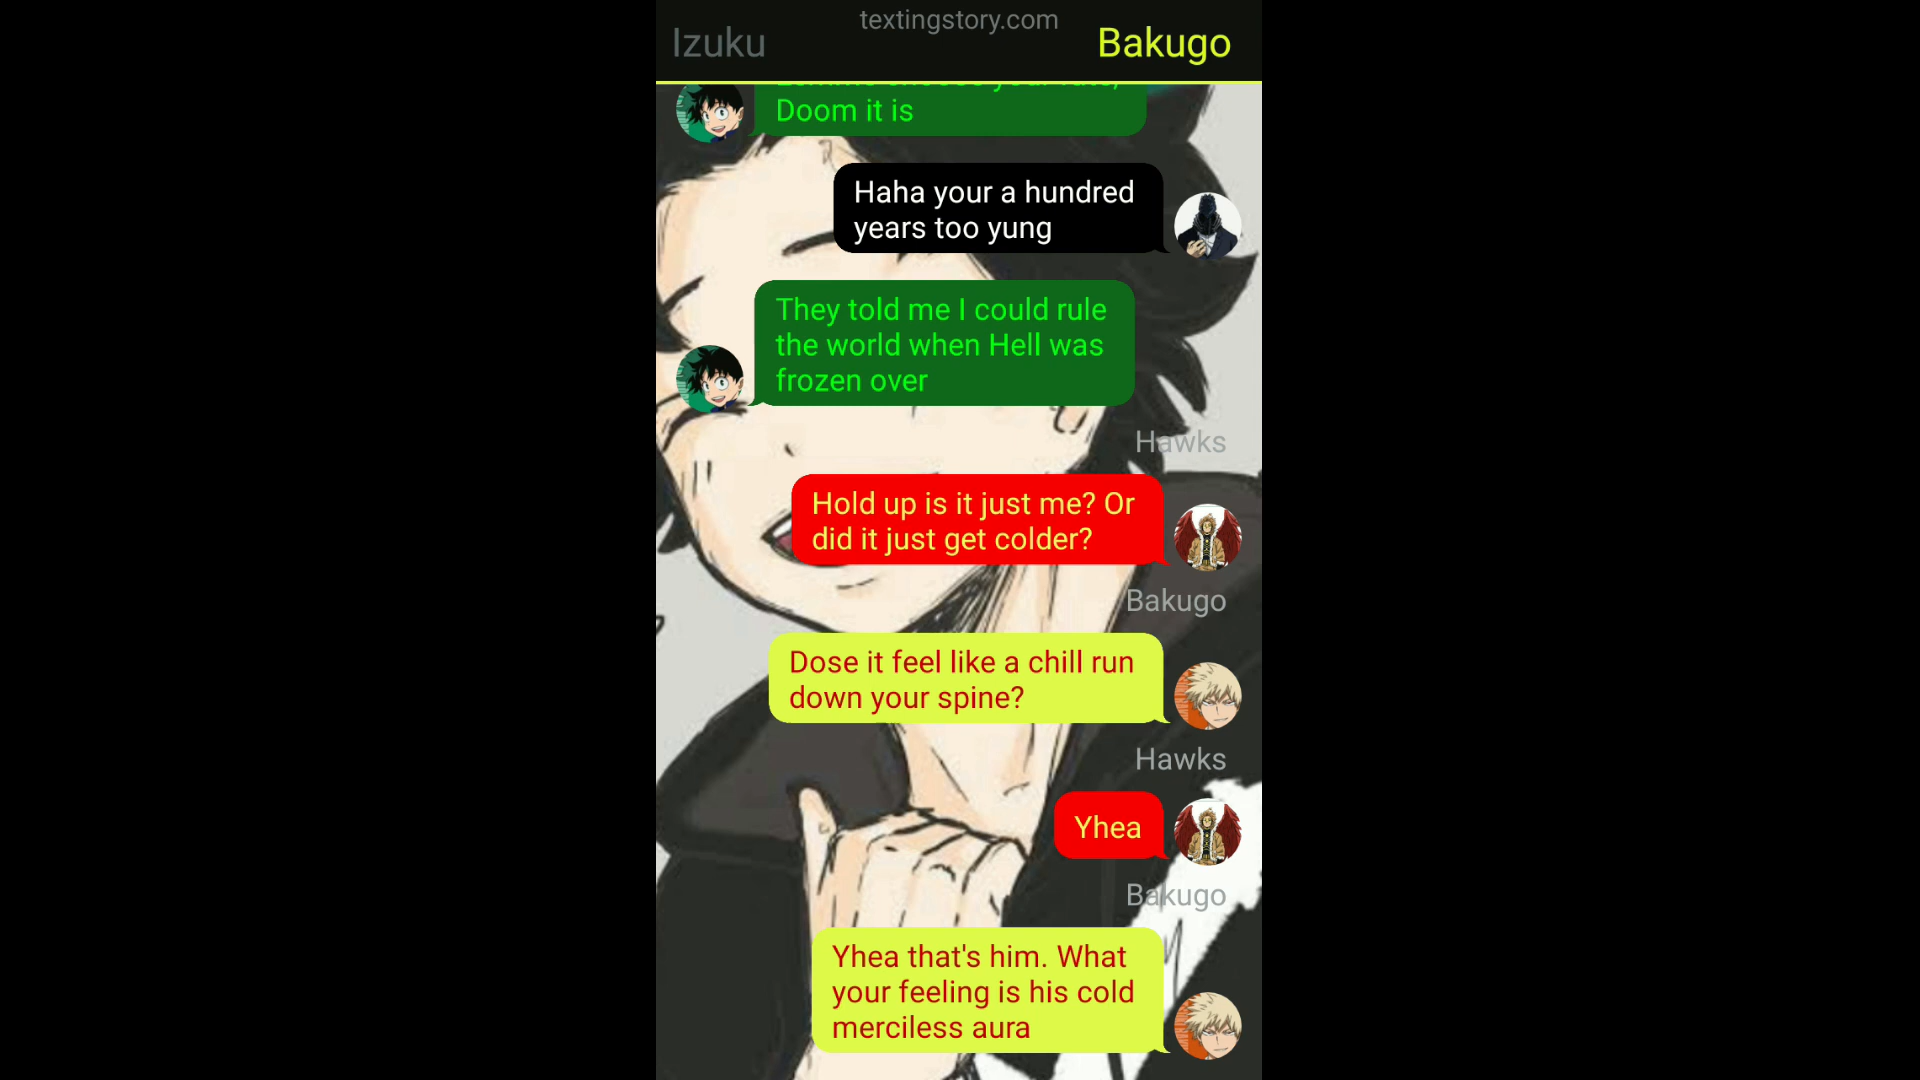 textingstory.com
Izuku
Bakugo
Doom it is
Haha your a hundred
years too yung
They told me I could rule
the world when Hell was
frozen over
Hawks
Hold up is it just me? Or
did it just get colder?
Bakugo
Dose it feel like a chill run
down your spine?
Hawks
Yhea
Bakugo
Yhea that's him. What
your feeling is his cold
merciless aura